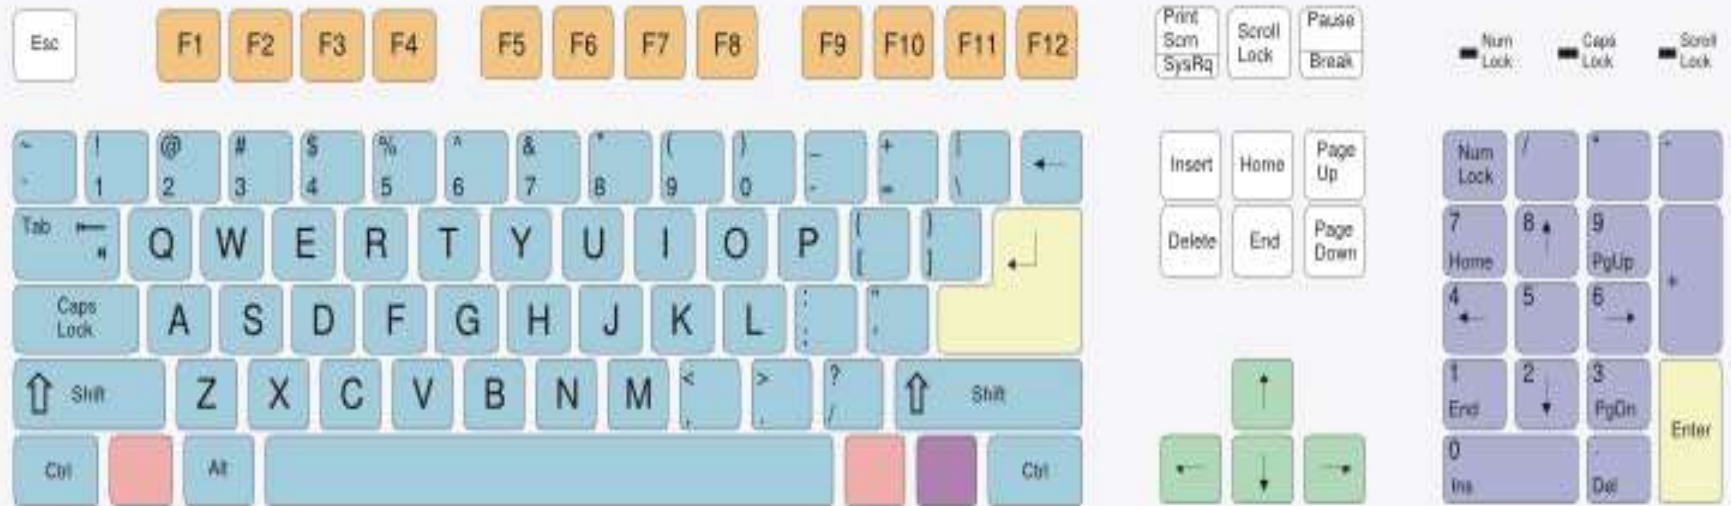 Esc F1 F2 F3 F4 F5 F6 F7 F8 F9 F10 F11 F12
Print
Scrn
SysRq
Scroll
Lock
Pause
Break
Num
Lock
Caps
Lock
Scroll
Lock
~ ! @ # $ % ^ & * ( ) _ +
` 1 2 3 4 5 6 7 8 9 0 - = \ ←
Insert Home Page
Up
Num
Lock
/ * -
Tab Q W E R T Y U I O P { }
[ ]
Delete End Page
Down
7 8 ↑ 9
Home PgUp
+
Caps
Lock
A S D F G H J K L : "
; '
4 5 6
← →
⇧ Shift Z X C V B N M < > ?
, . /
⇧ Shift
↑
1 2 3
End ↓ PgDn
Enter
Ctrl Alt Ctrl
← ↓ →
0 .
Ins Del